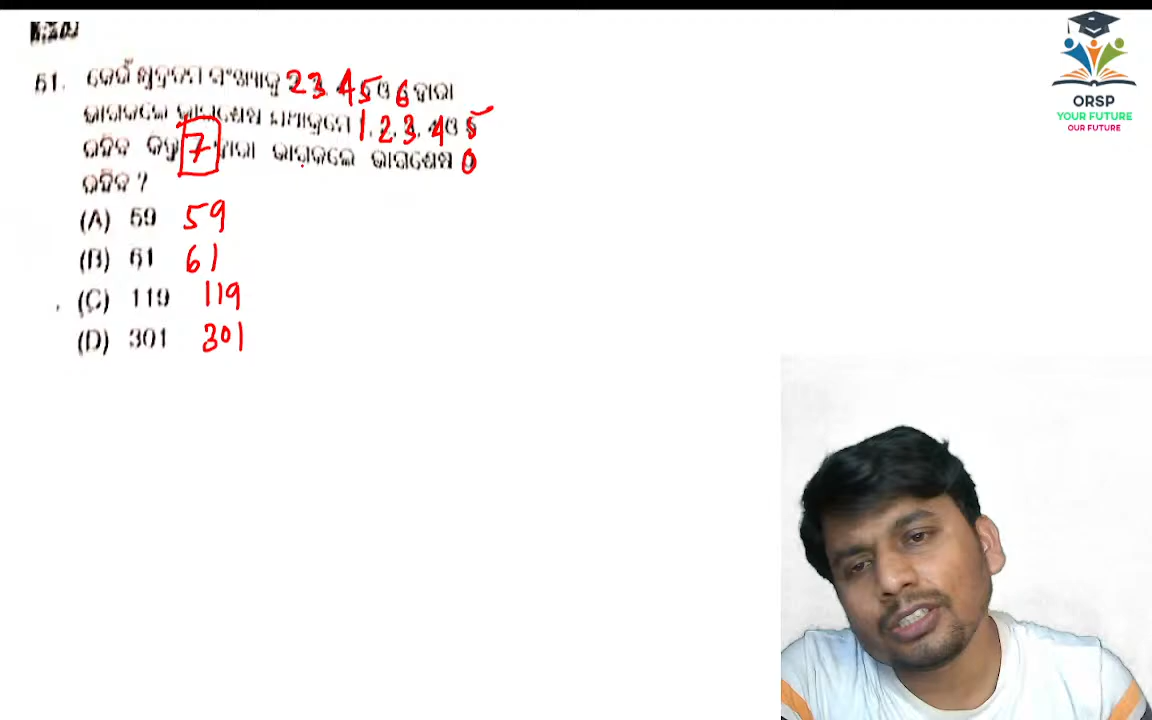 51. କେଉଁ କ୍ଷୁଦ୍ରତମ ସଂଖ୍ୟାକୁ 2 3 4 5 ଓ 6 ଦ୍ୱାରା
ଭାଗକଲେ ଭାଗଶେଷ ଯଥାକ୍ରମେ 1, 2, 3, 4 ଓ 5
ରହିବ କିନ୍ତୁ 7 ଦ୍ୱାରା ଭାଗକଲେ ଭାଗଶେଷ 0
ରହିବ ?
(A) 59 59
(B) 61 61
(C) 119 119
(D) 301 301
ORSP
YOUR FUTURE
OUR FUTURE